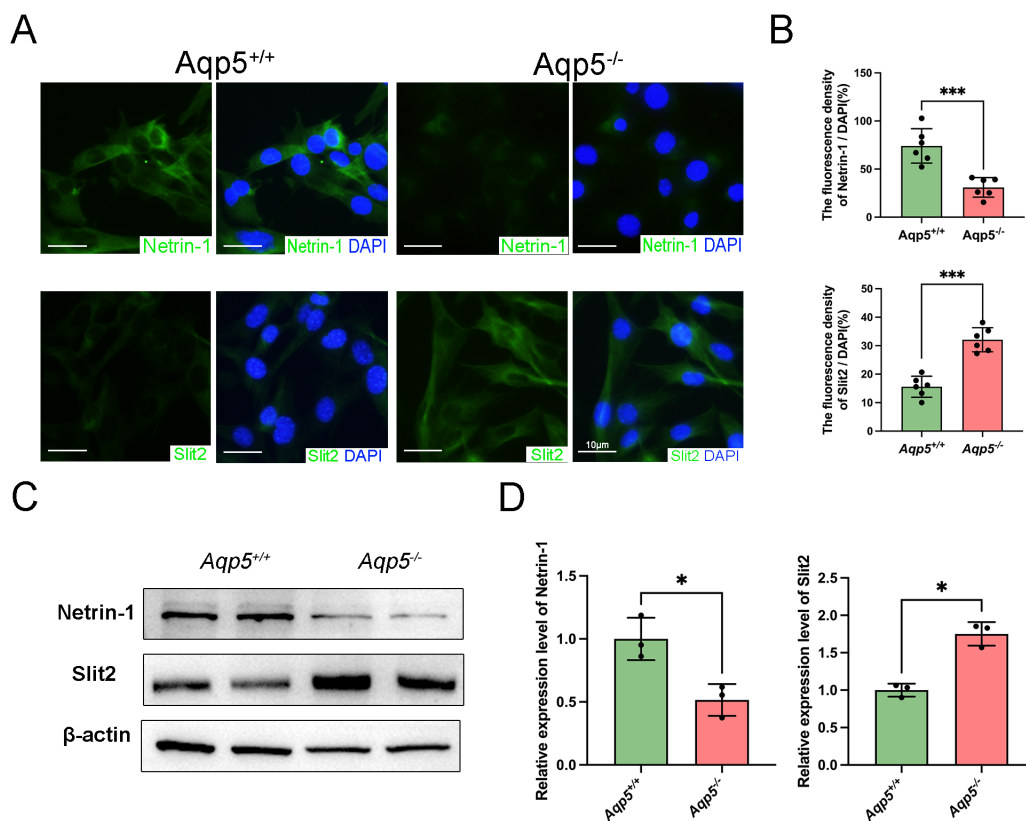 A
Aqp5+/+
Aqp5-/-
Netrin-1
Netrin-1 DAPI
Netrin-1
Netrin-1 DAPI
Slit2
Slit2 DAPI
Slit2
10μm
Slit2 DAPI
B
The fluorescence density
of Netrin-1 / DAPI(%)
150
100
50
0
***
Aqp5+/+
Aqp5-/-
The fluorescence density
of Slit2 / DAPI(%)
50
40
30
20
10
0
***
Aqp5+/+
Aqp5-/-
C
Aqp5+/+
Aqp5-/-
Netrin-1
Slit2
β-actin
D
Relative expression level of Netrin-1
1.5
1.0
0.5
0.0
*
Aqp5+/+
Aqp5-/-
Relative expression level of Slit2
2.5
2.0
1.5
1.0
0.5
0.0
*
Aqp5+/+
Aqp5-/-